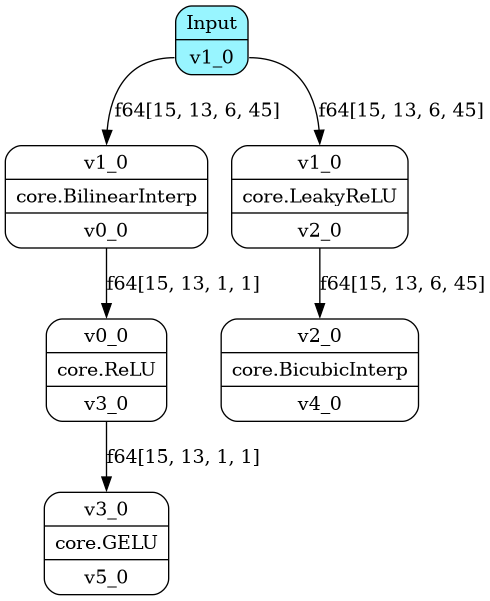 Input
v1_0
f64[15, 13, 6, 45]
f64[15, 13, 6, 45]
v1_0
core.BilinearInterp
v0_0
v1_0
core.LeakyReLU
v2_0
f64[15, 13, 1, 1]
f64[15, 13, 6, 45]
v0_0
core.ReLU
v3_0
v2_0
core.BicubicInterp
v4_0
f64[15, 13, 1, 1]
v3_0
core.GELU
v5_0